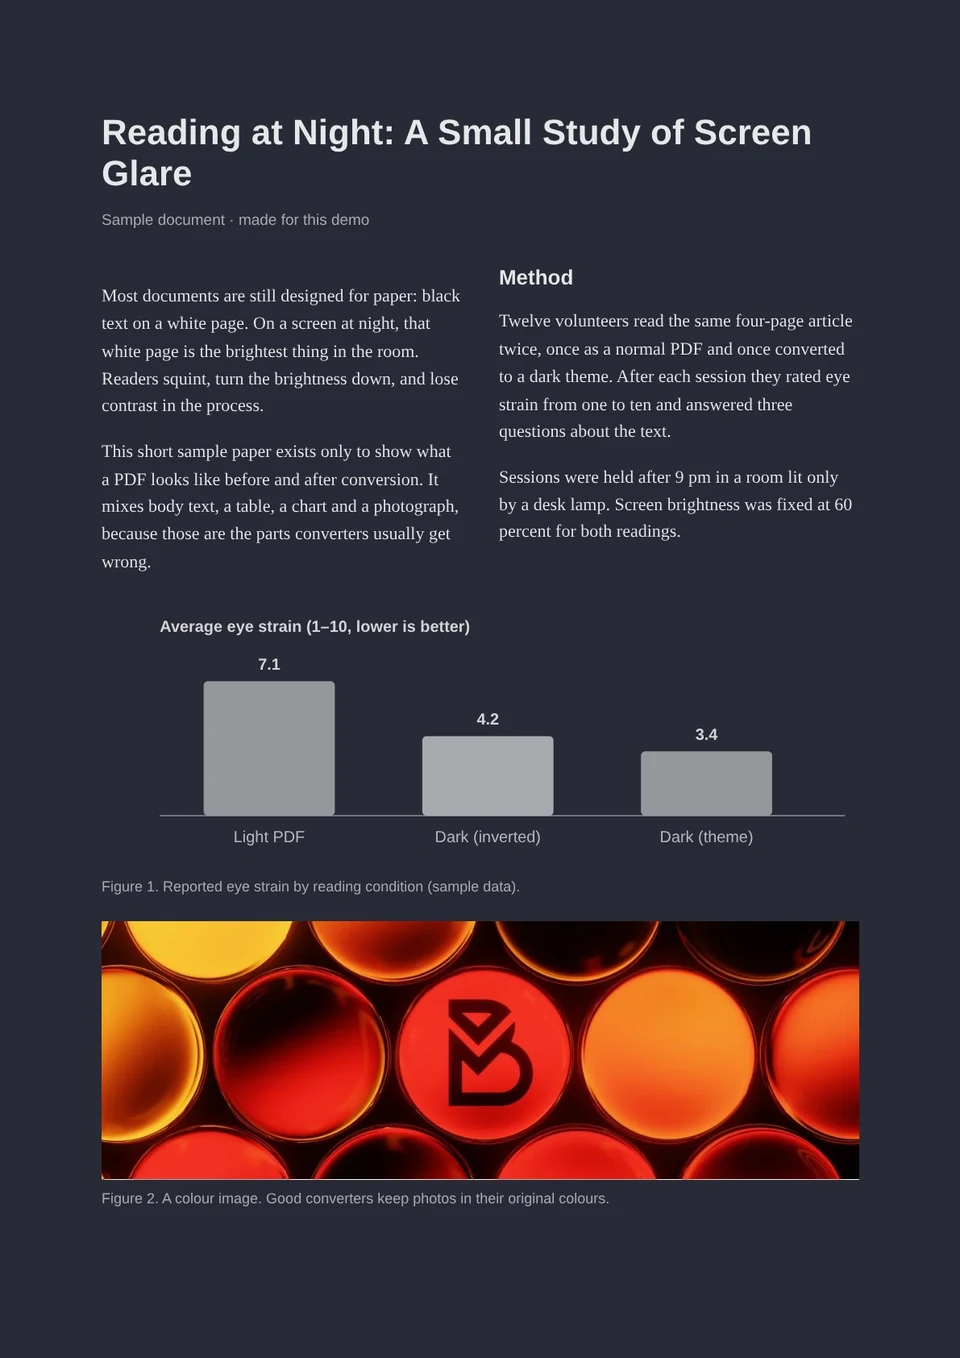 Reading at Night: A Small Study of Screen
Glare
Sample document · made for this demo
Most documents are still designed for paper: black
text on a white page. On a screen at night, that
white page is the brightest thing in the room.
Readers squint, turn the brightness down, and lose
contrast in the process.
This short sample paper exists only to show what
a PDF looks like before and after conversion. It
mixes body text, a table, a chart and a photograph,
because those are the parts converters usually get
wrong.
Method
Twelve volunteers read the same four-page article
twice, once as a normal PDF and once converted
to a dark theme. After each session they rated eye
strain from one to ten and answered three
questions about the text.
Sessions were held after 9 pm in a room lit only
by a desk lamp. Screen brightness was fixed at 60
percent for both readings.
Average eye strain (1–10, lower is better)
7.1
4.2
3.4
Light PDF
Dark (inverted)
Dark (theme)
Figure 1. Reported eye strain by reading condition (sample data).
Figure 2. A colour image. Good converters keep photos in their original colours.